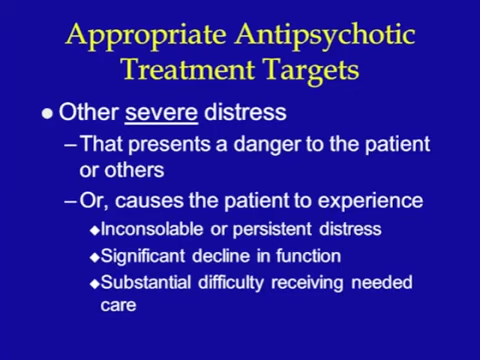 Appropriate Antipsychotic
Treatment Targets
● Other severe distress
–That presents a danger to the patient
or others
–Or, causes the patient to experience
◆Inconsolable or persistent distress
◆Significant decline in function
◆Substantial difficulty receiving needed
care